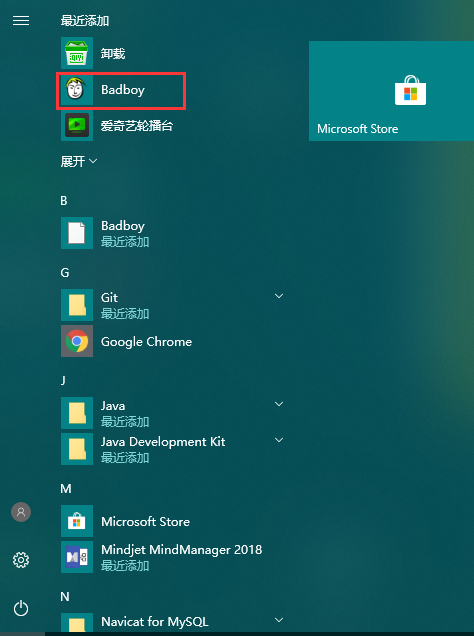 最近添加
卸载
Badboy
爱奇艺轮播台
展开
Microsoft Store
B
Badboy
最近添加
G
Git
最近添加
Google Chrome
J
Java
最近添加
Java Development Kit
最近添加
M
Microsoft Store
Mindjet MindManager 2018
最近添加
N
Navicat for MySQL